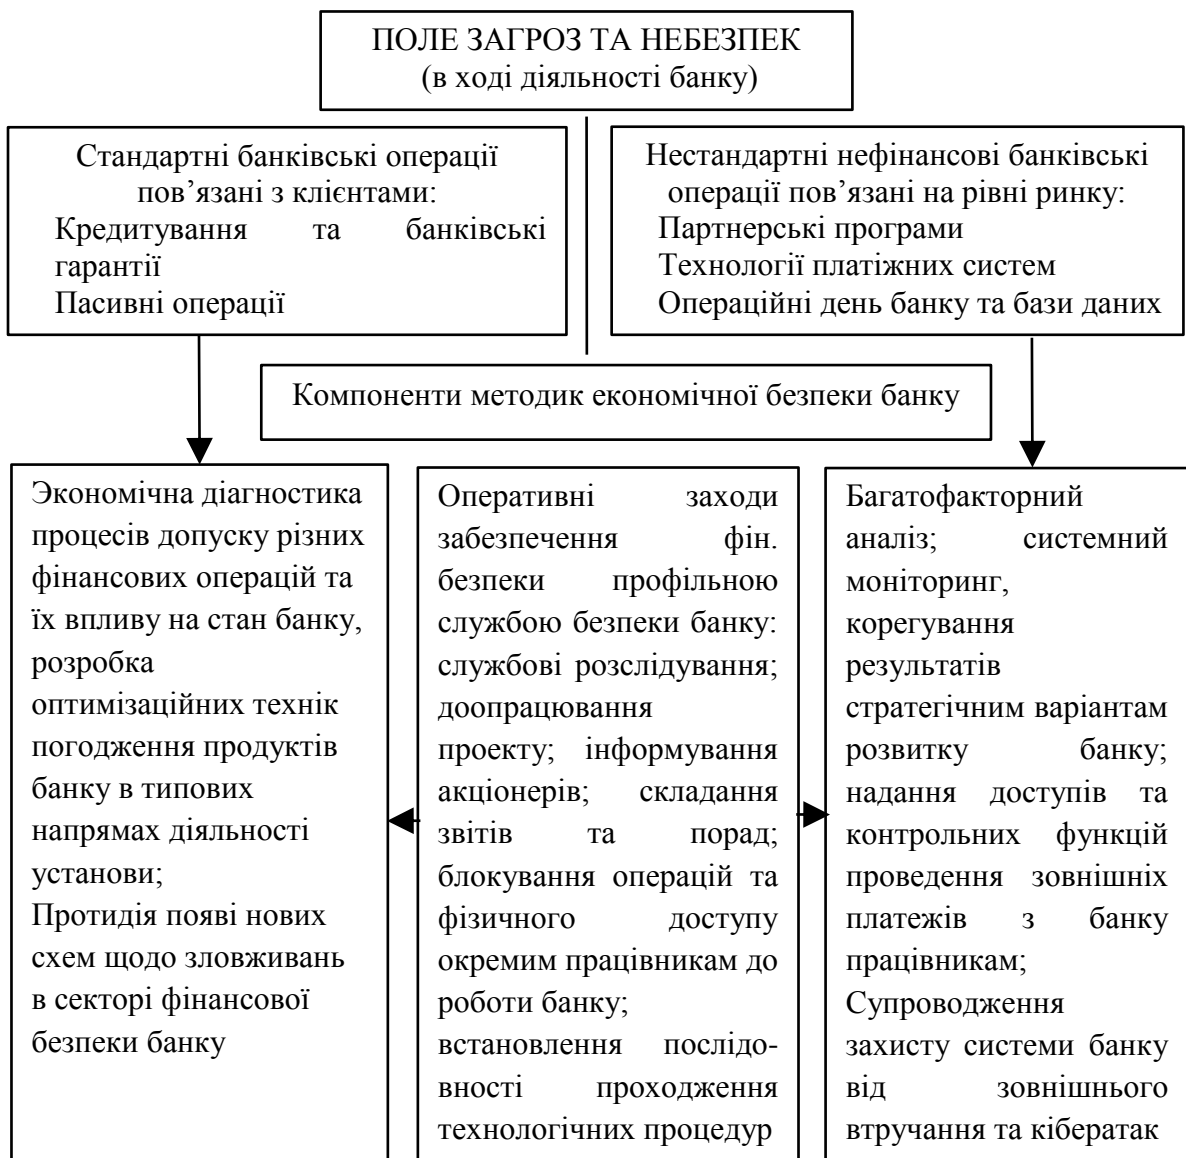 ПОЛЕ ЗАГРОЗ ТА НЕБЕЗПЕК
(в ході діяльності банку)
Стандартні банківські операції
пов’язані з клієнтами:
Кредитування та банківські
гарантії
Пасивні операції
Нестандартні нефінансові банківські
операції пов’язані на рівні ринку:
Партнерські програми
Технології платіжних систем
Операційні день банку та бази даних
Компоненти методик економічної безпеки банку
Экономічна діагностика
процесів допуску різних
фінансових операцій та
їх впливу на стан банку,
розробка
оптимізаційних технік
погодження продуктів
банку в типових
напрямах діяльності
установи;
Протидія появі нових
схем щодо зловживань
в секторі фінансової
безпеки банку
Оперативні заходи
забезпечення фін.
безпеки профільною
службою безпеки банку:
службові розслідування;
доопрацювання
проекту; інформування
акціонерів; складання
звітів та порад;
блокування операцій та
фізичного доступу
окремим працівникам до
роботи банку;
встановлення послідо-
вності проходження
технологічних процедур
Багатофакторний
аналіз; системний
моніторинг,
корегування
результатів
стратегічним варіантам
розвитку банку;
надання доступів та
контрольних функцій
проведення зовнішніх
платежів з банку
працівникам;
Супроводження
захисту системи банку
від зовнішнього
втручання та кібератак